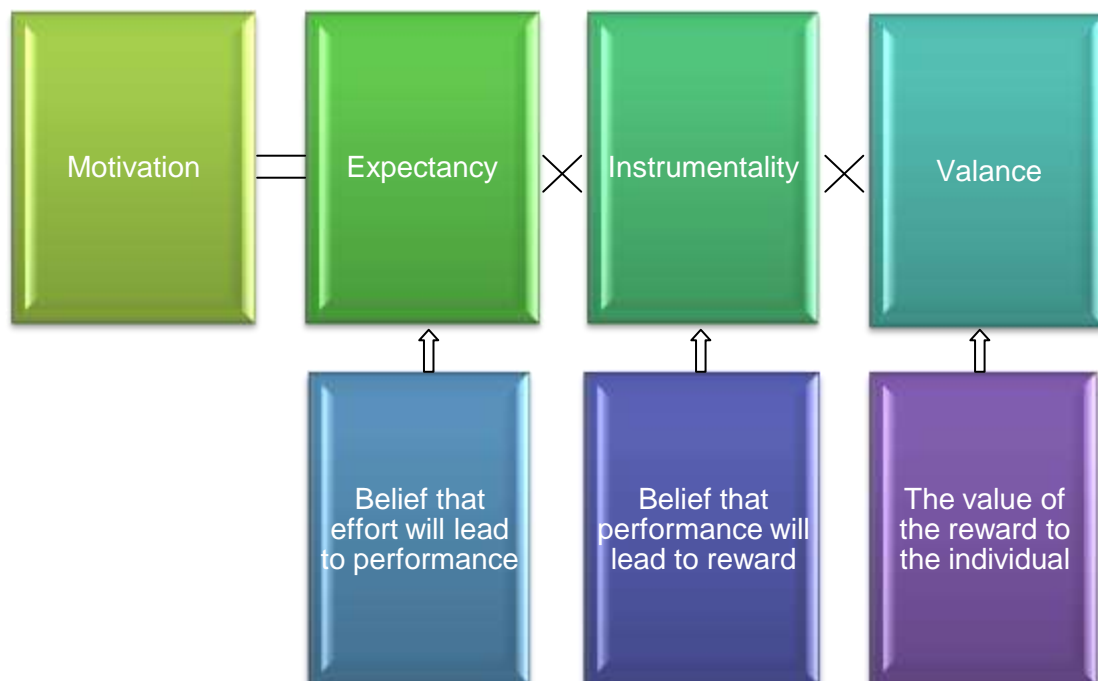 Motivation
Expectancy
Instrumentality
Valance
Belief that
effort will lead
to performance
Belief that
performance will
lead to reward
The value of
the reward to
the individual